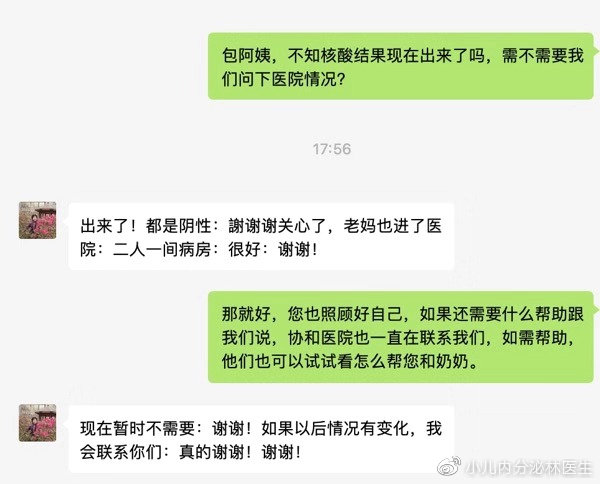 包阿姨，不知核酸结果现在出来了吗，需不需要我
们问下医院情况？
17:56
出来了！都是阴性：謝谢谢关心了，老妈也进了医
院：二人一间病房：很好：谢谢！
那就好，您也照顾好自己，如果还需要什么帮助跟
我们说，协和医院也一直在联系我们，如需帮助，
他们也可以试试看怎么帮您和奶奶。
现在暂时不需要：谢谢！如果以后情况有变化，我
会联系你们：真的谢谢！谢谢！
@小儿内分泌林医生